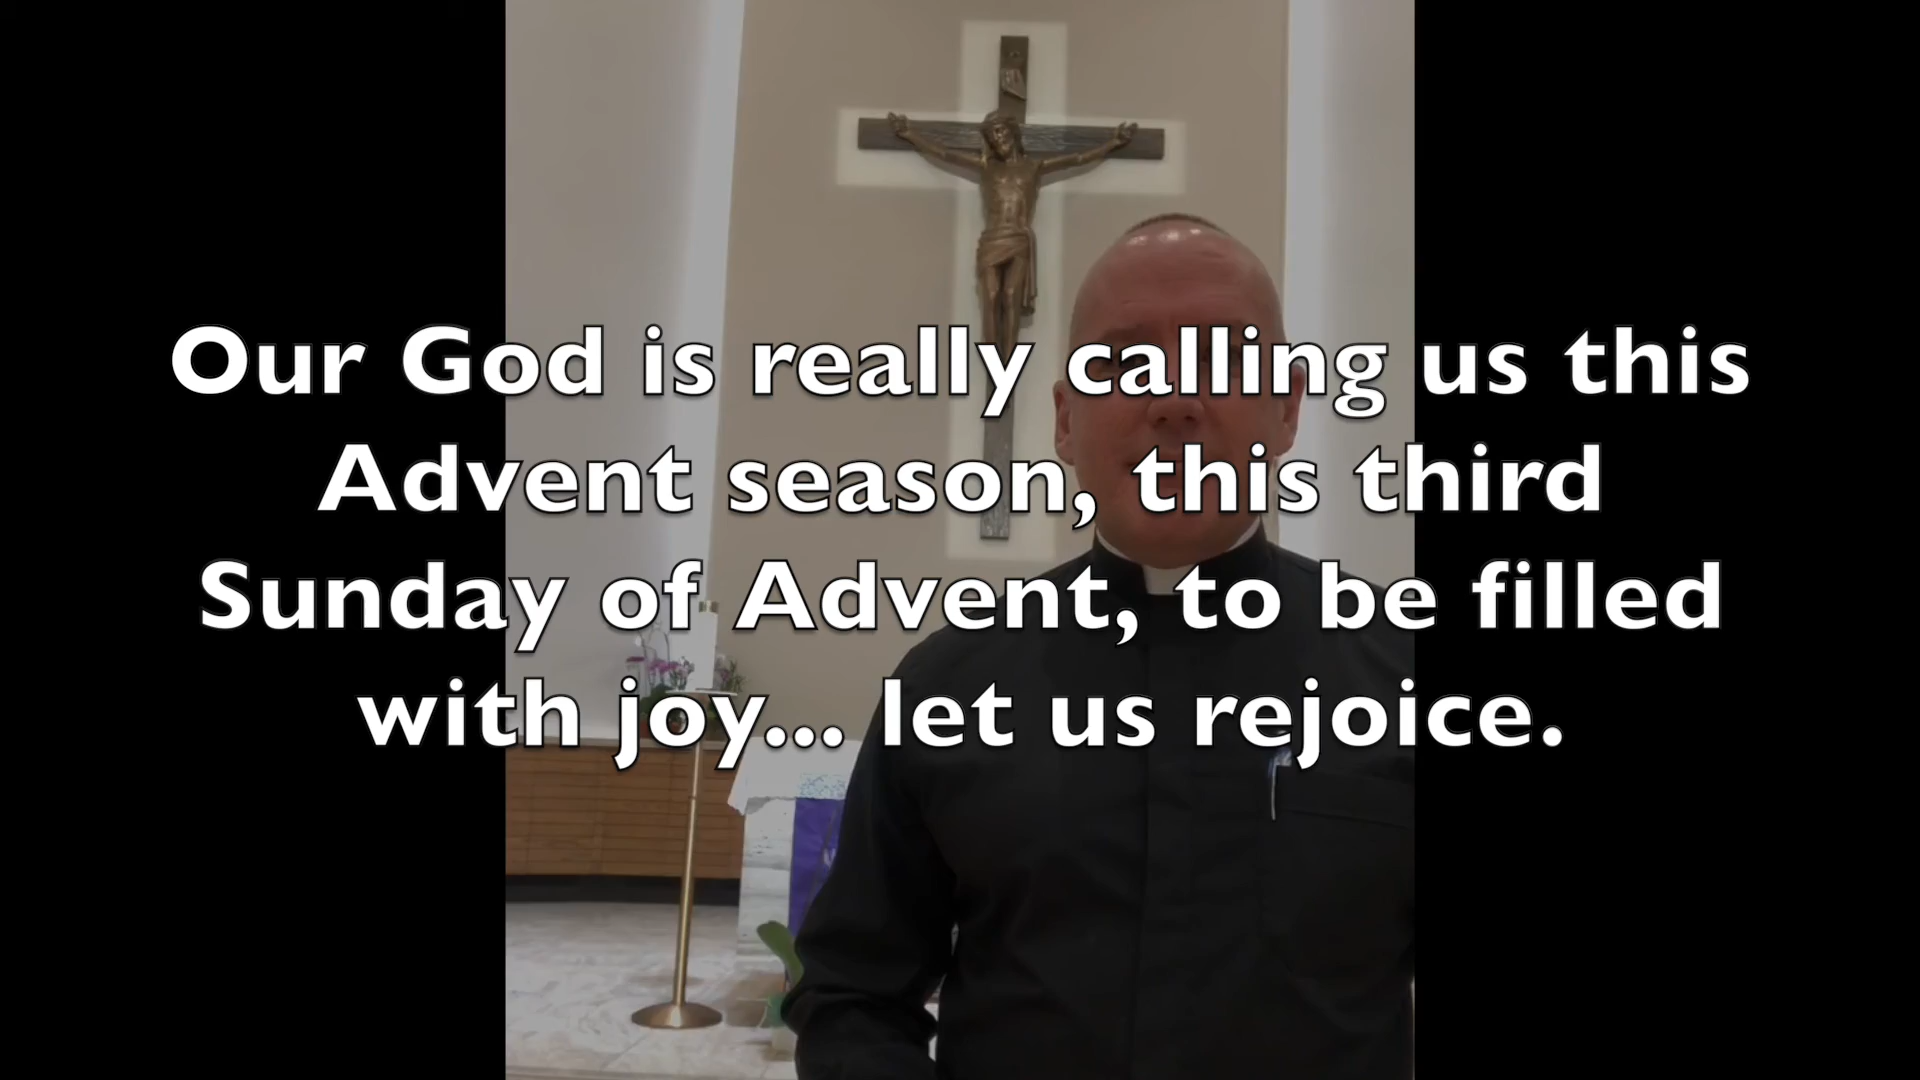 Our God is really calling us this
Advent season, this third
Sunday of Advent, to be filled
with joy... let us rejoice.